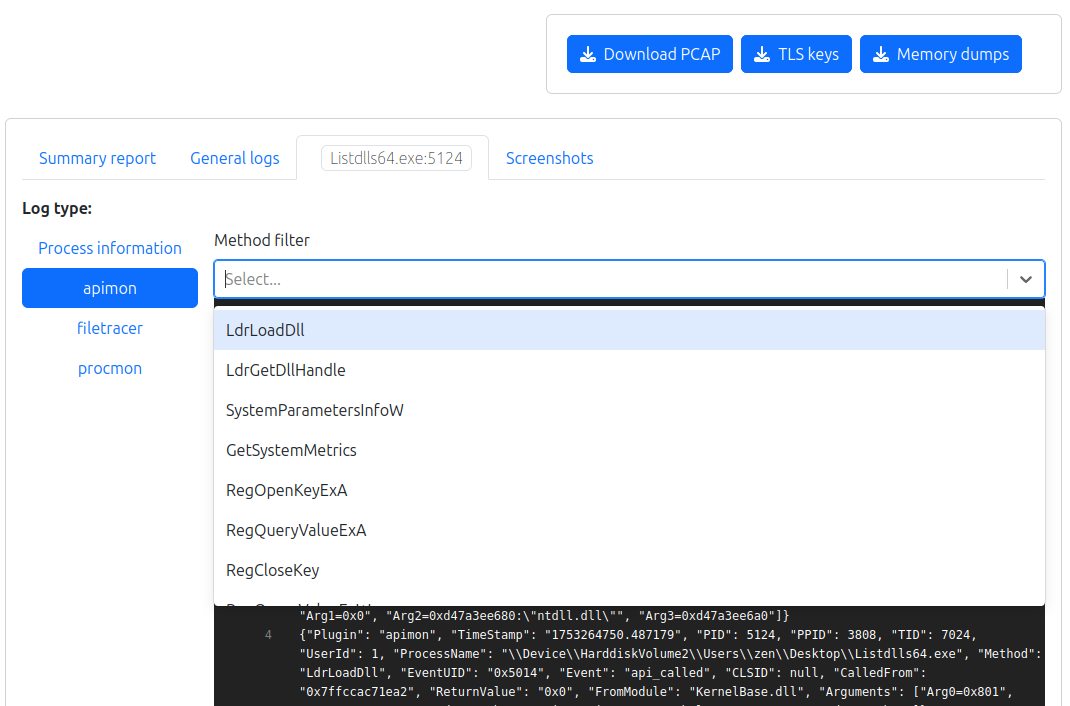 Download PCAP TLS keys Memory dumps
Summary report General logs Listdlls64.exe:5124 Screenshots
Log type:
Process information
apimon
filetracer
procmon
Method filter
Select...
LdrLoadDll
LdrGetDllHandle
SystemParametersInfoW
GetSystemMetrics
RegOpenKeyExA
RegQueryValueExA
RegCloseKey
"Arg1=0x0", "Arg2=0xd47a3ee680:\"ntdll.dll\"", "Arg3=0xd47a3ee6a0"]}
4 {"Plugin": "apimon", "TimeStamp": "1753264750.487179", "PID": 5124, "PPID": 3808, "TID": 7024,
"UserId": 1, "ProcessName": "\\Device\\HarddiskVolume2\\Users\\zen\\Desktop\\Listdlls64.exe", "Method":
"LdrLoadDll", "EventUID": "0x5014", "Event": "api_called", "CLSID": null, "CalledFrom":
"0x7ffccac71ea2", "ReturnValue": "0x0", "FromModule": "KernelBase.dll", "Arguments": ["Arg0=0x801",